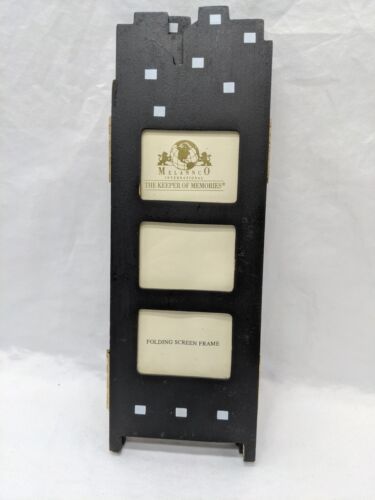 MELANNCO
INTERNATIONAL
THE KEEPER OF MEMORIES®
FOLDING SCREEN FRAME